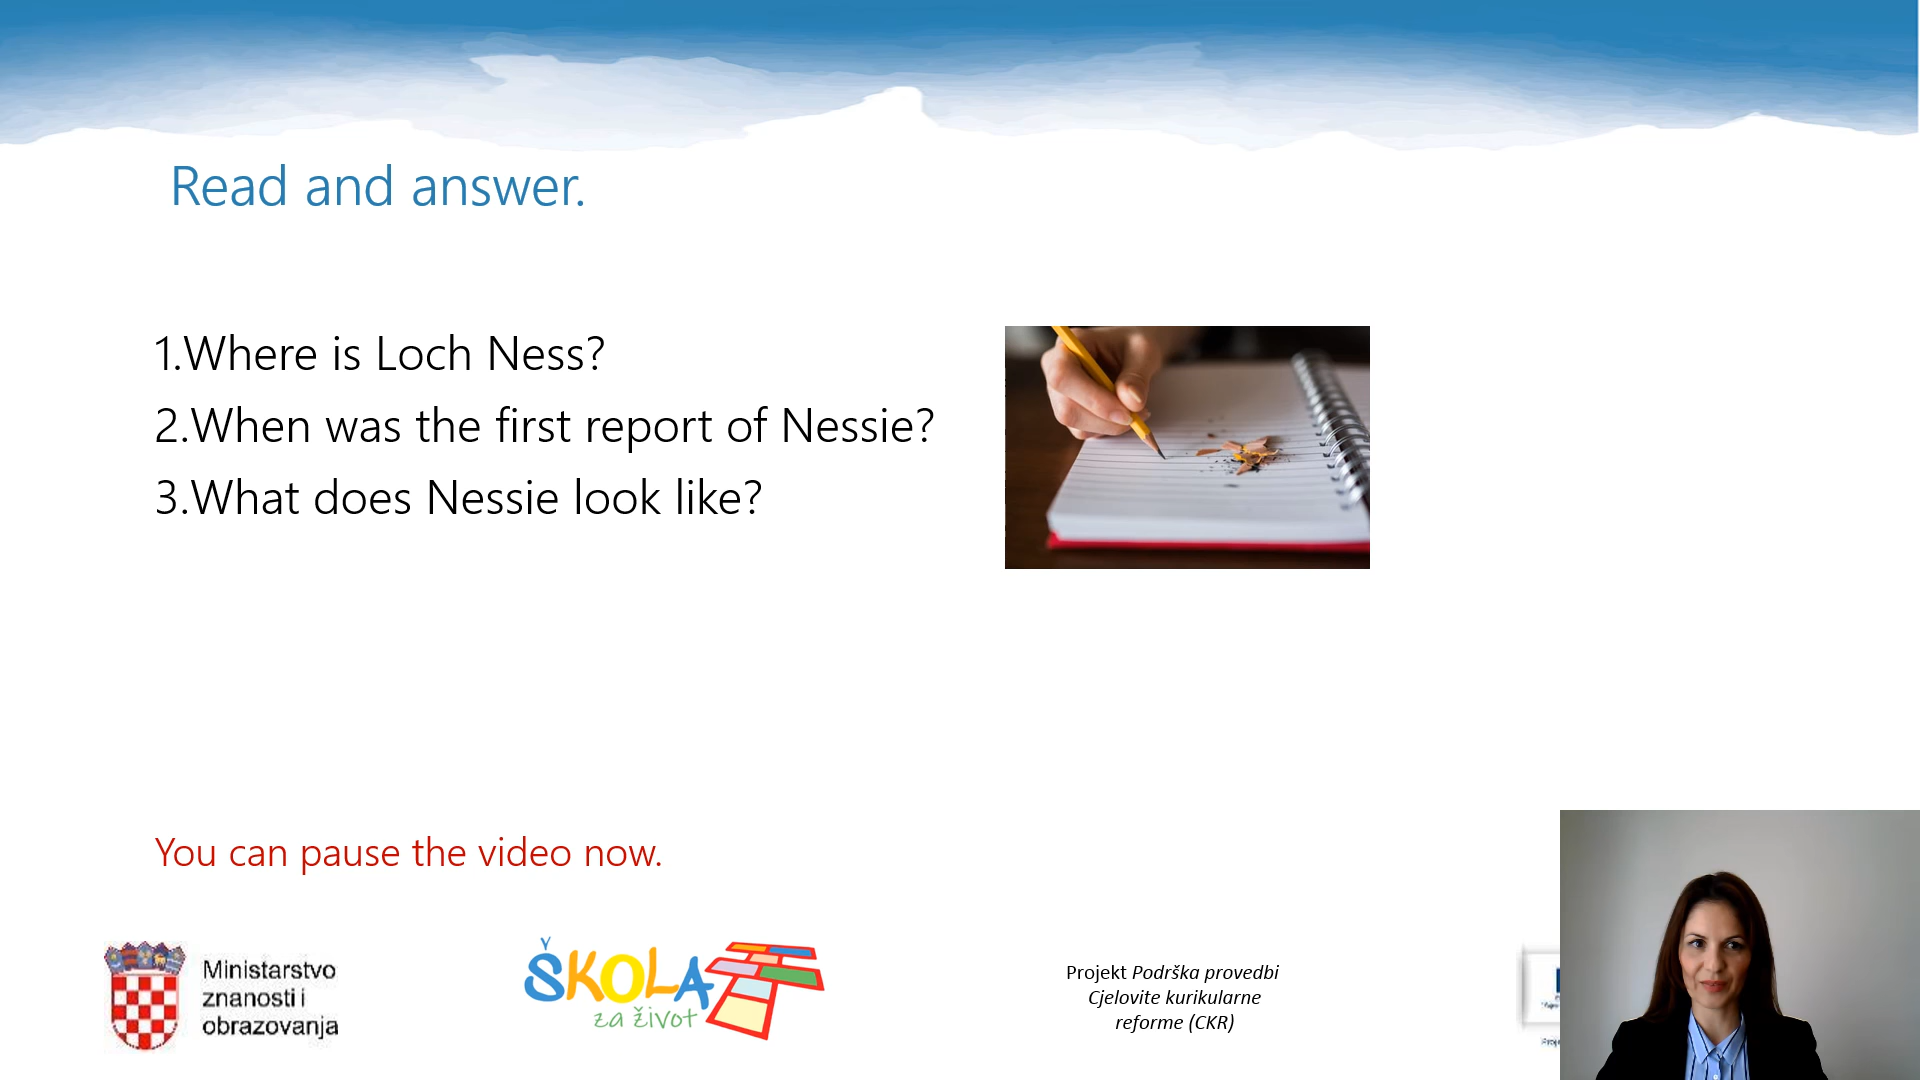 Read and answer.
1.Where is Loch Ness?
2.When was the first report of Nessie?
3.What does Nessie look like?
You can pause the video now.
Ministarstvo
znanosti i
obrazovanja
ŠKOLA
za život
Projekt Podrška provedbi
Cjelovite kurikularne
reforme (CKR)